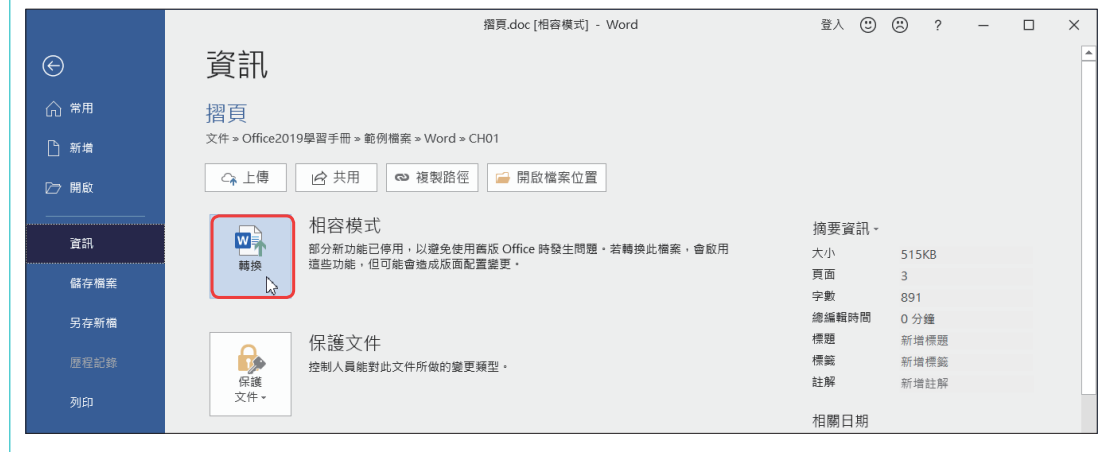 摺頁.doc [相容模式] - Word
登入
?
資訊
常用
新增
開啟
資訊
儲存檔案
另存新檔
歷程記錄
列印
摺頁
文件 » Office2019學習手冊 » 範例檔案 » Word » CH01
上傳
共用
複製路徑
開啟檔案位置
W
轉換
相容模式
部分新功能已停用，以避免使用舊版 Office 時發生問題。若轉換此檔案，會啟用
這些功能，但可能會造成版面配置變更。
保護
文件
保護文件
控制人員能對此文件所做的變更類型。
摘要資訊
大小 515KB
頁面 3
字數 891
總編輯時間 0 分鐘
標題 新增標題
標籤 新增標籤
註解 新增註解
相關日期